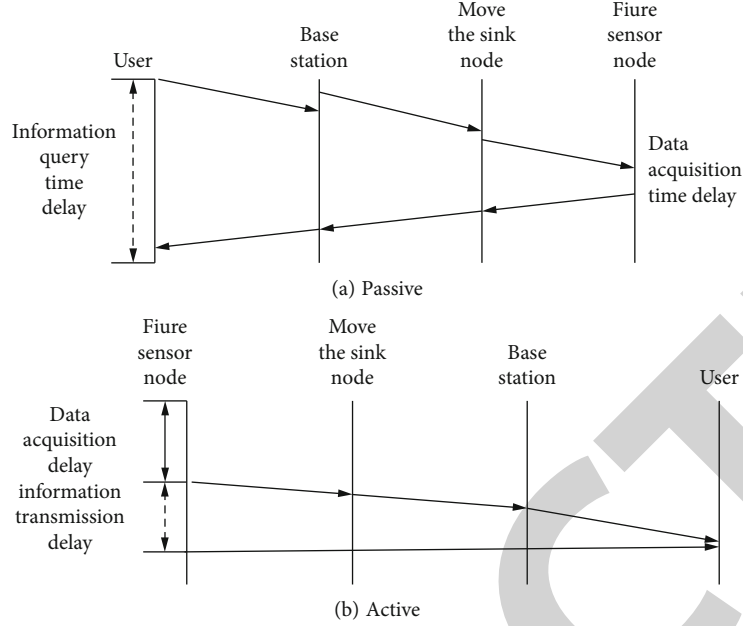 User
Base
station
Move
the sink
node
Fiure
sensor
node
Information
query
time
delay
Data
acquisition
time delay
(a) Passive
Fiure
sensor
node
Move
the sink
node
Base
station
User
Data
acquisition
delay
information
transmission
delay
(b) Active